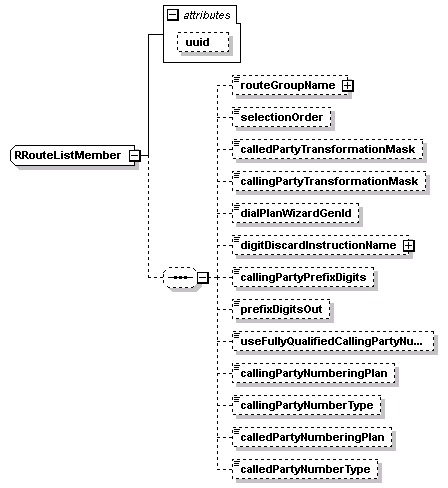 attributes
uuid
RRouteListMember
routeGroupName
selectionOrder
calledPartyTransformationMask
callingPartyTransformationMask
dialPlanWizardGenId
digitDiscardInstructionName
callingPartyPrefixDigits
prefixDigitsOut
useFullyQualifiedCallingPartyNu...
callingPartyNumberingPlan
callingPartyNumberType
calledPartyNumberingPlan
calledPartyNumberType